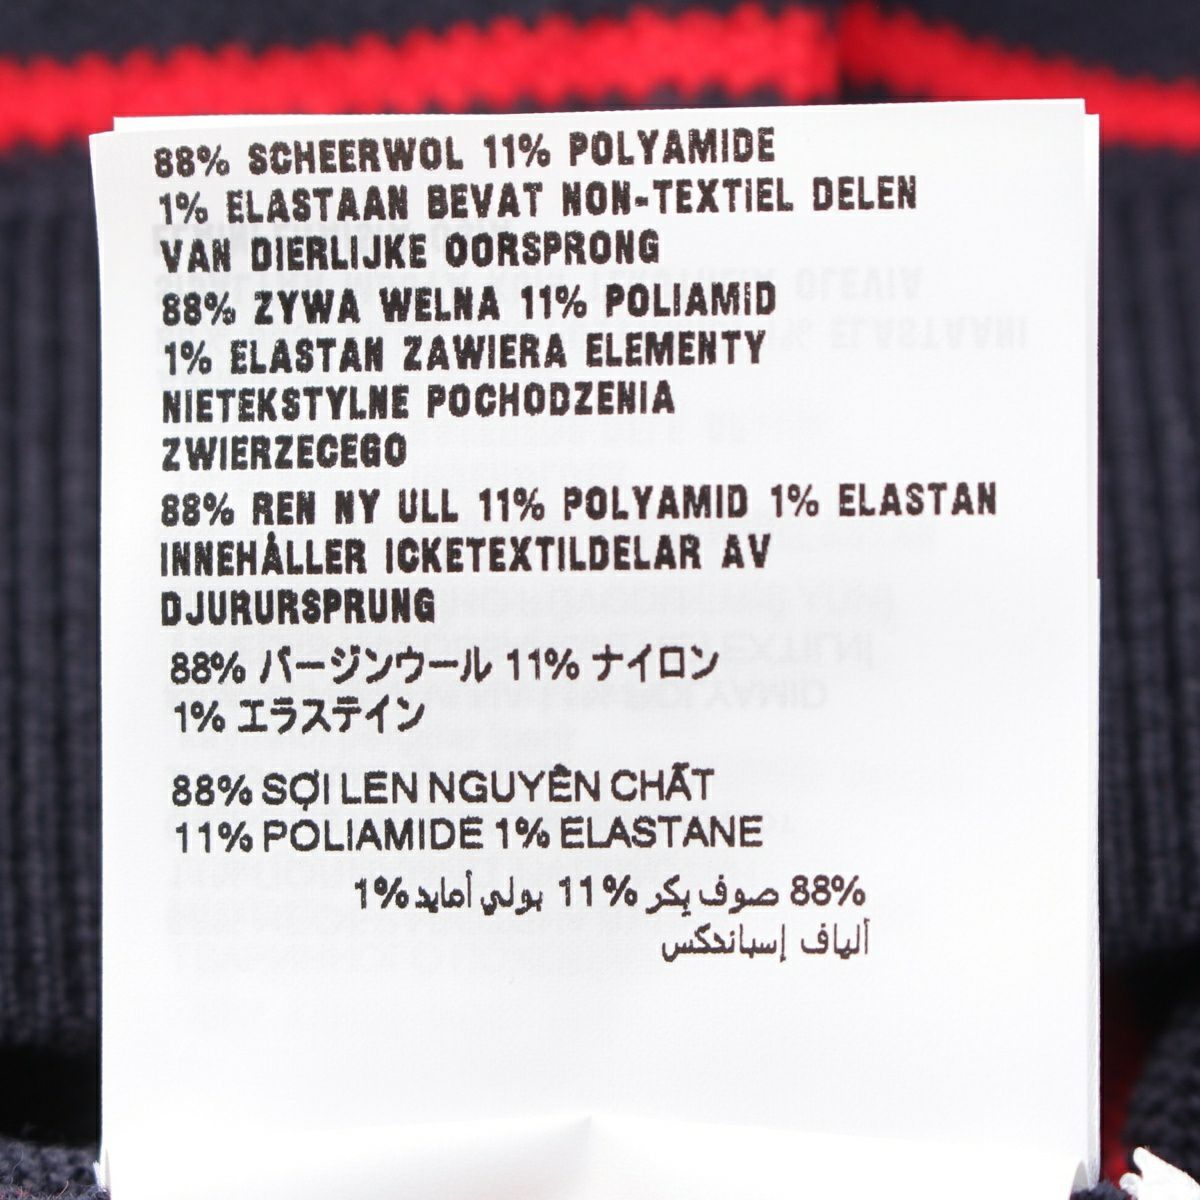 88% SCHEERWOL 11% POLYAMIDE
1% ELASTAAN BEVAT NON-TEXTIEL DELEN
VAN DIERLIJKE OORSPRONG
88% ZYWA WELNA 11% POLIAMID
1% ELASTAN ZAWIERA ELEMENTY
NIETEKSTYLNE POCHODZENIA
ZWIERZECEGO
88% REN NY ULL 11% POLYAMID 1% ELASTAN
INNEHÅLLER ICKETEXTILDELAR AV
DJURURSPRUNG
88% バージンウール 11% ナイロン
1% エラステイン
88% SỢI LEN NGUYÊN CHẤT
11% POLIAMIDE 1% ELASTANE
88% صوف بكر 11% بولي أمايد 1%
ألياف إسباندكس